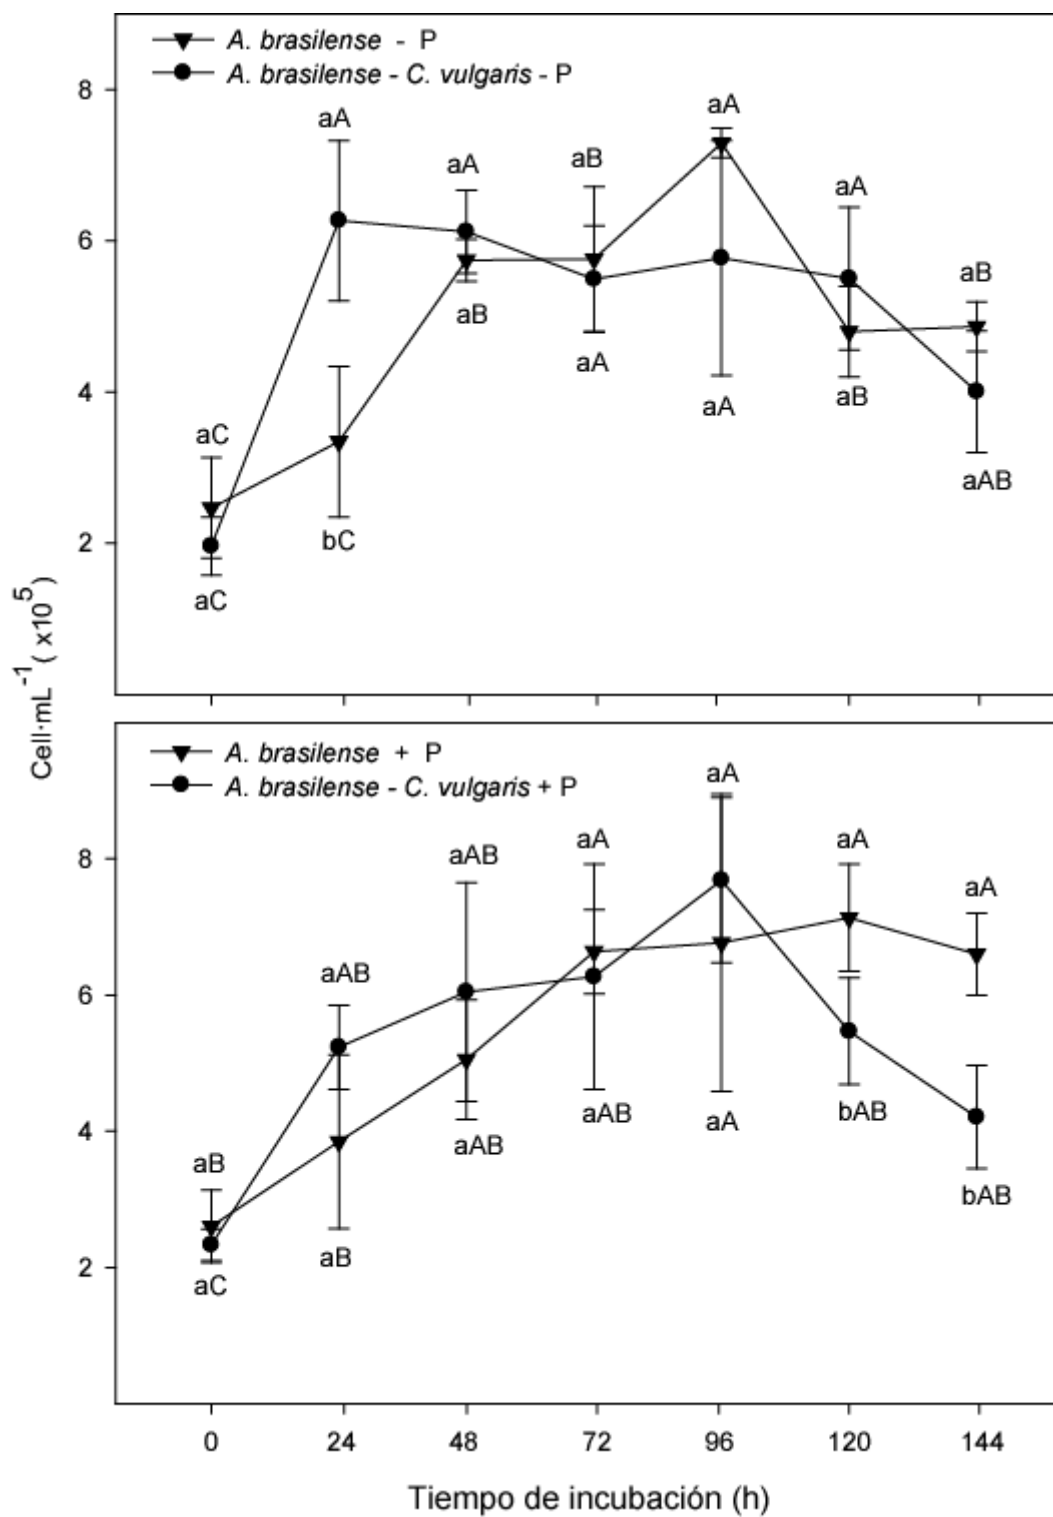 A. brasilense - P
A. brasilense - C. vulgaris - P
8
6
4
2
aC
aC
aA
bC
aA
aB
aB
aA
aA
aA
aA
aB
aB
aAB
Cell·mL⁻¹ ( x10⁵)
A. brasilense + P
A. brasilense - C. vulgaris + P
8
6
4
2
aB
aC
aAB
aB
aAB
aAB
aA
aAB
aA
aA
aA
bAB
aA
bAB
0 24 48 72 96 120 144
Tiempo de incubación (h)